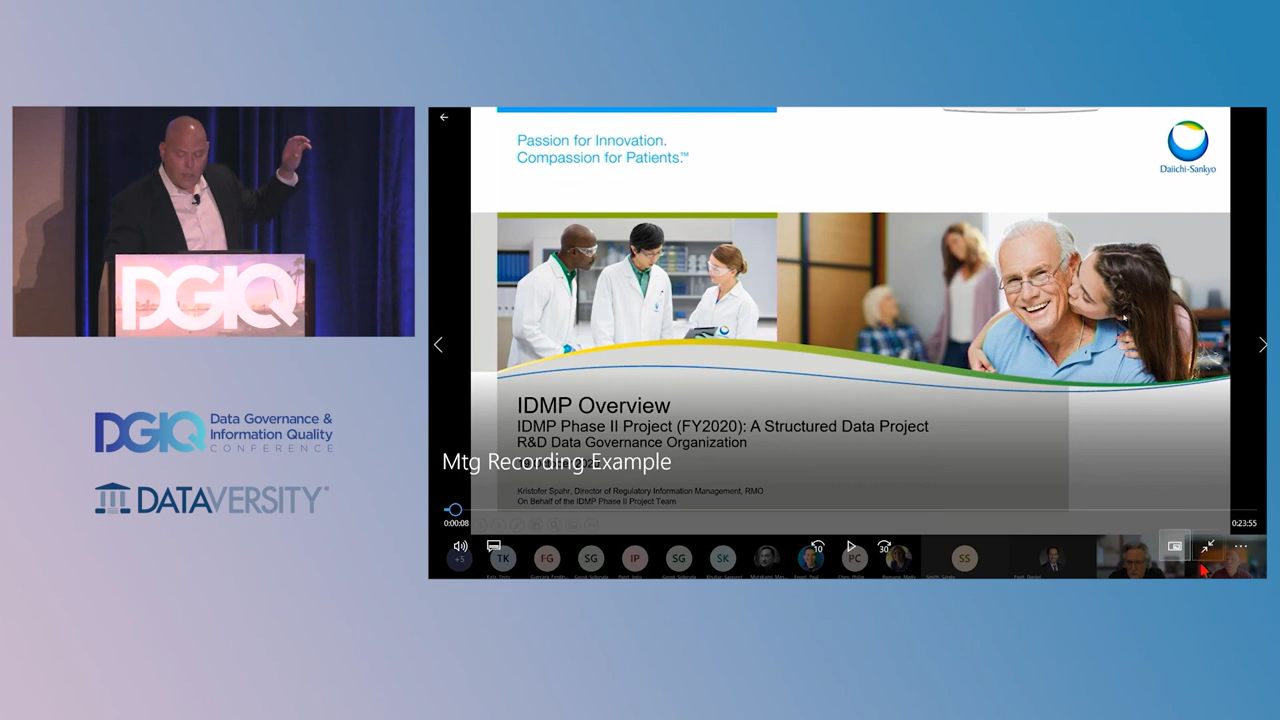 DGIQ
DGIQ Data Governance &
Information Quality
CONFERENCE
DATAVERSITY
Passion for Innovation.
Compassion for Patients.™
Daiichi-Sankyo
IDMP Overview
IDMP Phase II Project (FY2020): A Structured Data Project
R&D Data Governance Organization
Mtg Recording Example
Kristofer Spahr, Director of Regulatory Information Management, RMO
On Behalf of the IDMP Phase II Project Team
0:00:08
0:23:55
10
30
+5
TK
FG
SG
IP
SG
SK
PC
SS